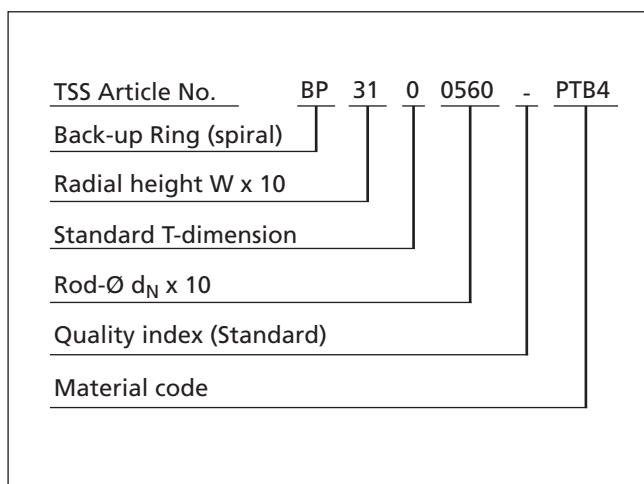 TSS Article No. BP 31 0 0560 - PTB4
Back-up Ring (spiral)
Radial height W x 10
Standard T-dimension
Rod-Ø dN x 10
Quality index (Standard)
Material code